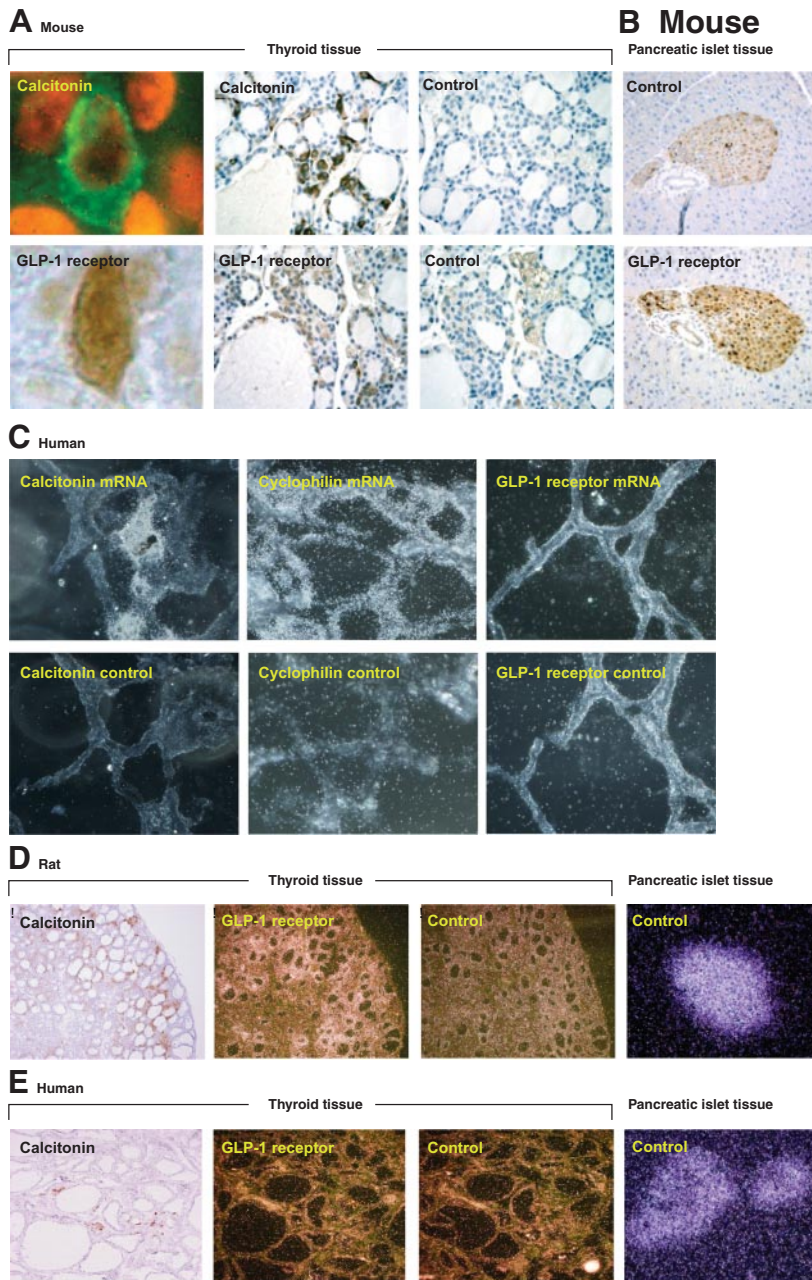 A Mouse
B Mouse
Thyroid tissue
Pancreatic islet tissue
Calcitonin
Calcitonin
Control
Control
GLP-1 receptor
GLP-1 receptor
Control
GLP-1 receptor
C Human
Calcitonin mRNA
Cyclophilin mRNA
GLP-1 receptor mRNA
Calcitonin control
Cyclophilin control
GLP-1 receptor control
D Rat
Thyroid tissue
Pancreatic islet tissue
! Calcitonin
! GLP-1 receptor
! Control
Control
E Human
Thyroid tissue
Pancreatic islet tissue
Calcitonin
GLP-1 receptor
Control
Control